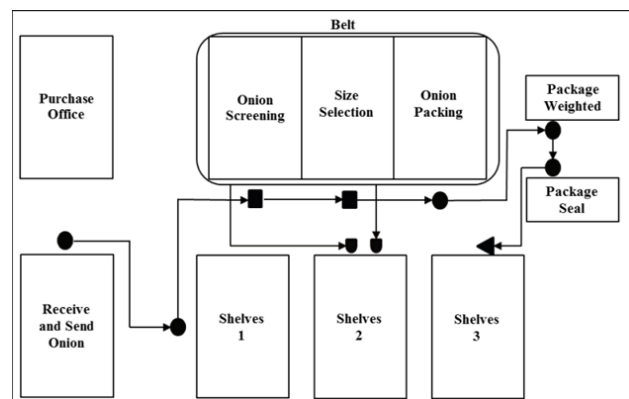 Belt
Purchase
Office
Onion
Screening
Size
Selection
Onion
Packing
Package
Weighted
Package
Seal
Receive
and Send
Onion
Shelves
1
Shelves
2
Shelves
3